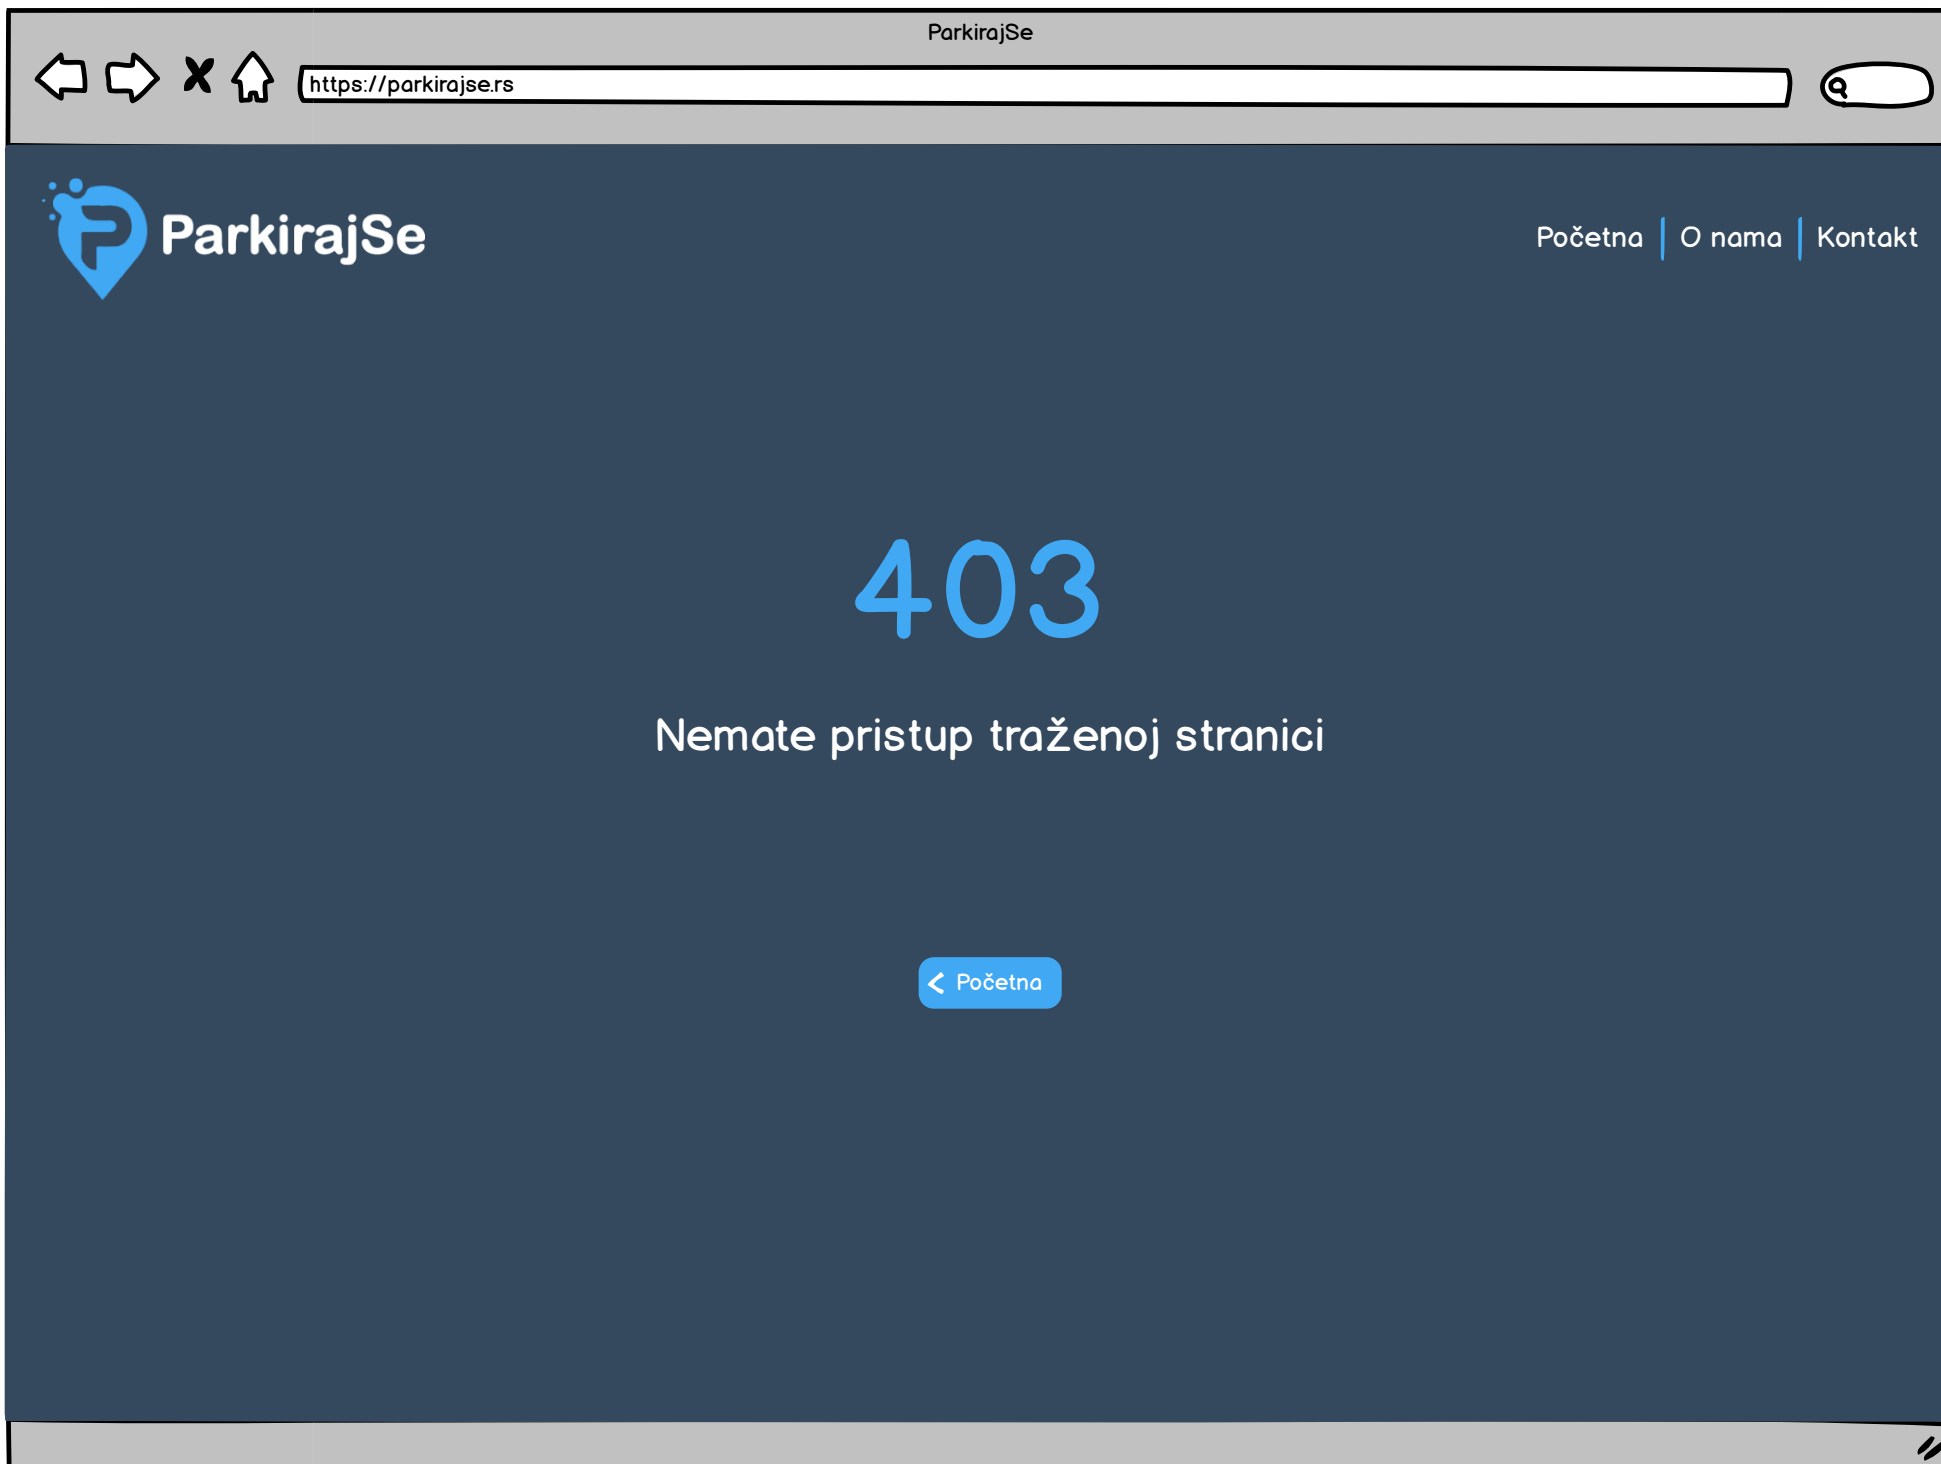 ParkirajSe
https://parkirajse.rs
ParkirajSe
Početna
O nama
Kontakt
403
Nemate pristup traženoj stranici
Početna